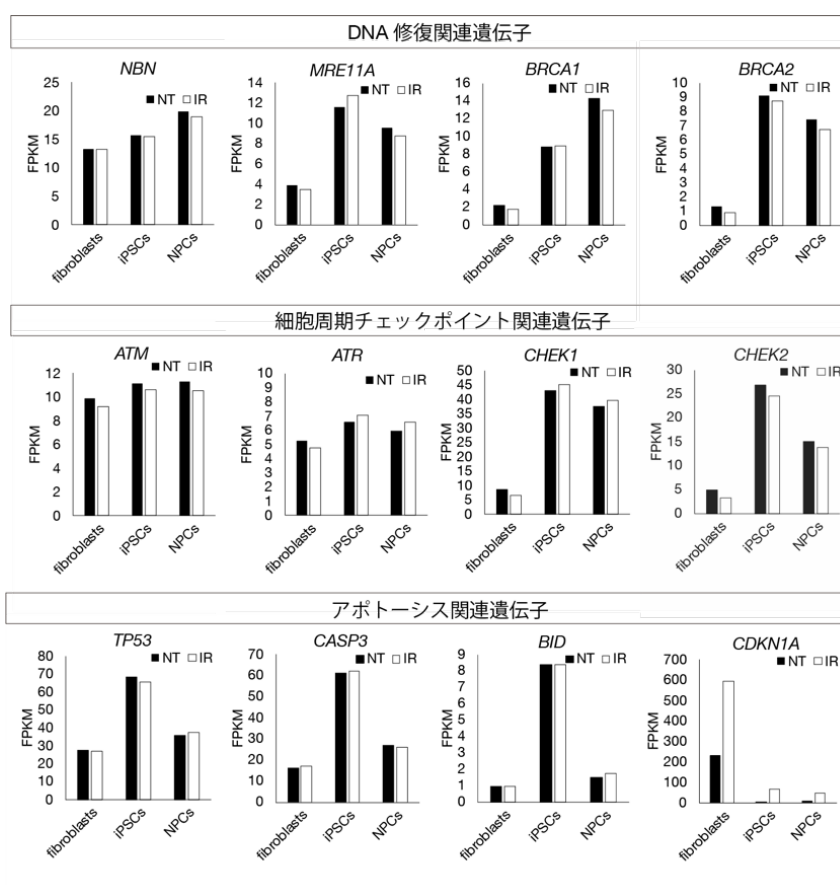 DNA 修復関連遺伝子
NBN
25
20
15
10
5
0
FPKM
■NT □IR
fibroblasts
iPSCs
NPCs
MRE11A
14
12
10
8
6
4
2
0
FPKM
■NT □IR
fibroblasts
iPSCs
NPCs
BRCA1
16
14
12
10
8
6
4
2
0
FPKM
■NT □IR
fibroblasts
iPSCs
NPCs
BRCA2
10
9
8
7
6
5
4
3
2
1
0
FPKM
■NT □IR
fibroblasts
iPSCs
NPCs
細胞周期チェックポイント関連遺伝子
ATM
12
10
8
6
4
2
0
FPKM
■NT □IR
fibroblasts
iPSCs
NPCs
ATR
10
9
8
7
6
5
4
3
2
1
0
FPKM
■NT □IR
fibroblasts
iPSCs
NPCs
CHEK1
50
45
40
35
30
25
20
15
10
5
0
FPKM
■NT □IR
fibroblasts
iPSCs
NPCs
CHEK2
30
25
20
15
10
5
0
FPKM
■NT □IR
fibroblasts
iPSCs
NPCs
アポトーシス関連遺伝子
TP53
80
70
60
50
40
30
20
10
0
FPKM
■NT □IR
fibroblasts
iPSCs
NPCs
CASP3
70
60
50
40
30
20
10
0
FPKM
■NT □IR
fibroblasts
iPSCs
NPCs
BID
9
8
7
6
5
4
3
2
1
0
FPKM
■NT □IR
fibroblasts
iPSCs
NPCs
CDKN1A
700
600
500
400
300
200
100
0
FPKM
■NT □IR
fibroblasts
iPSCs
NPCs